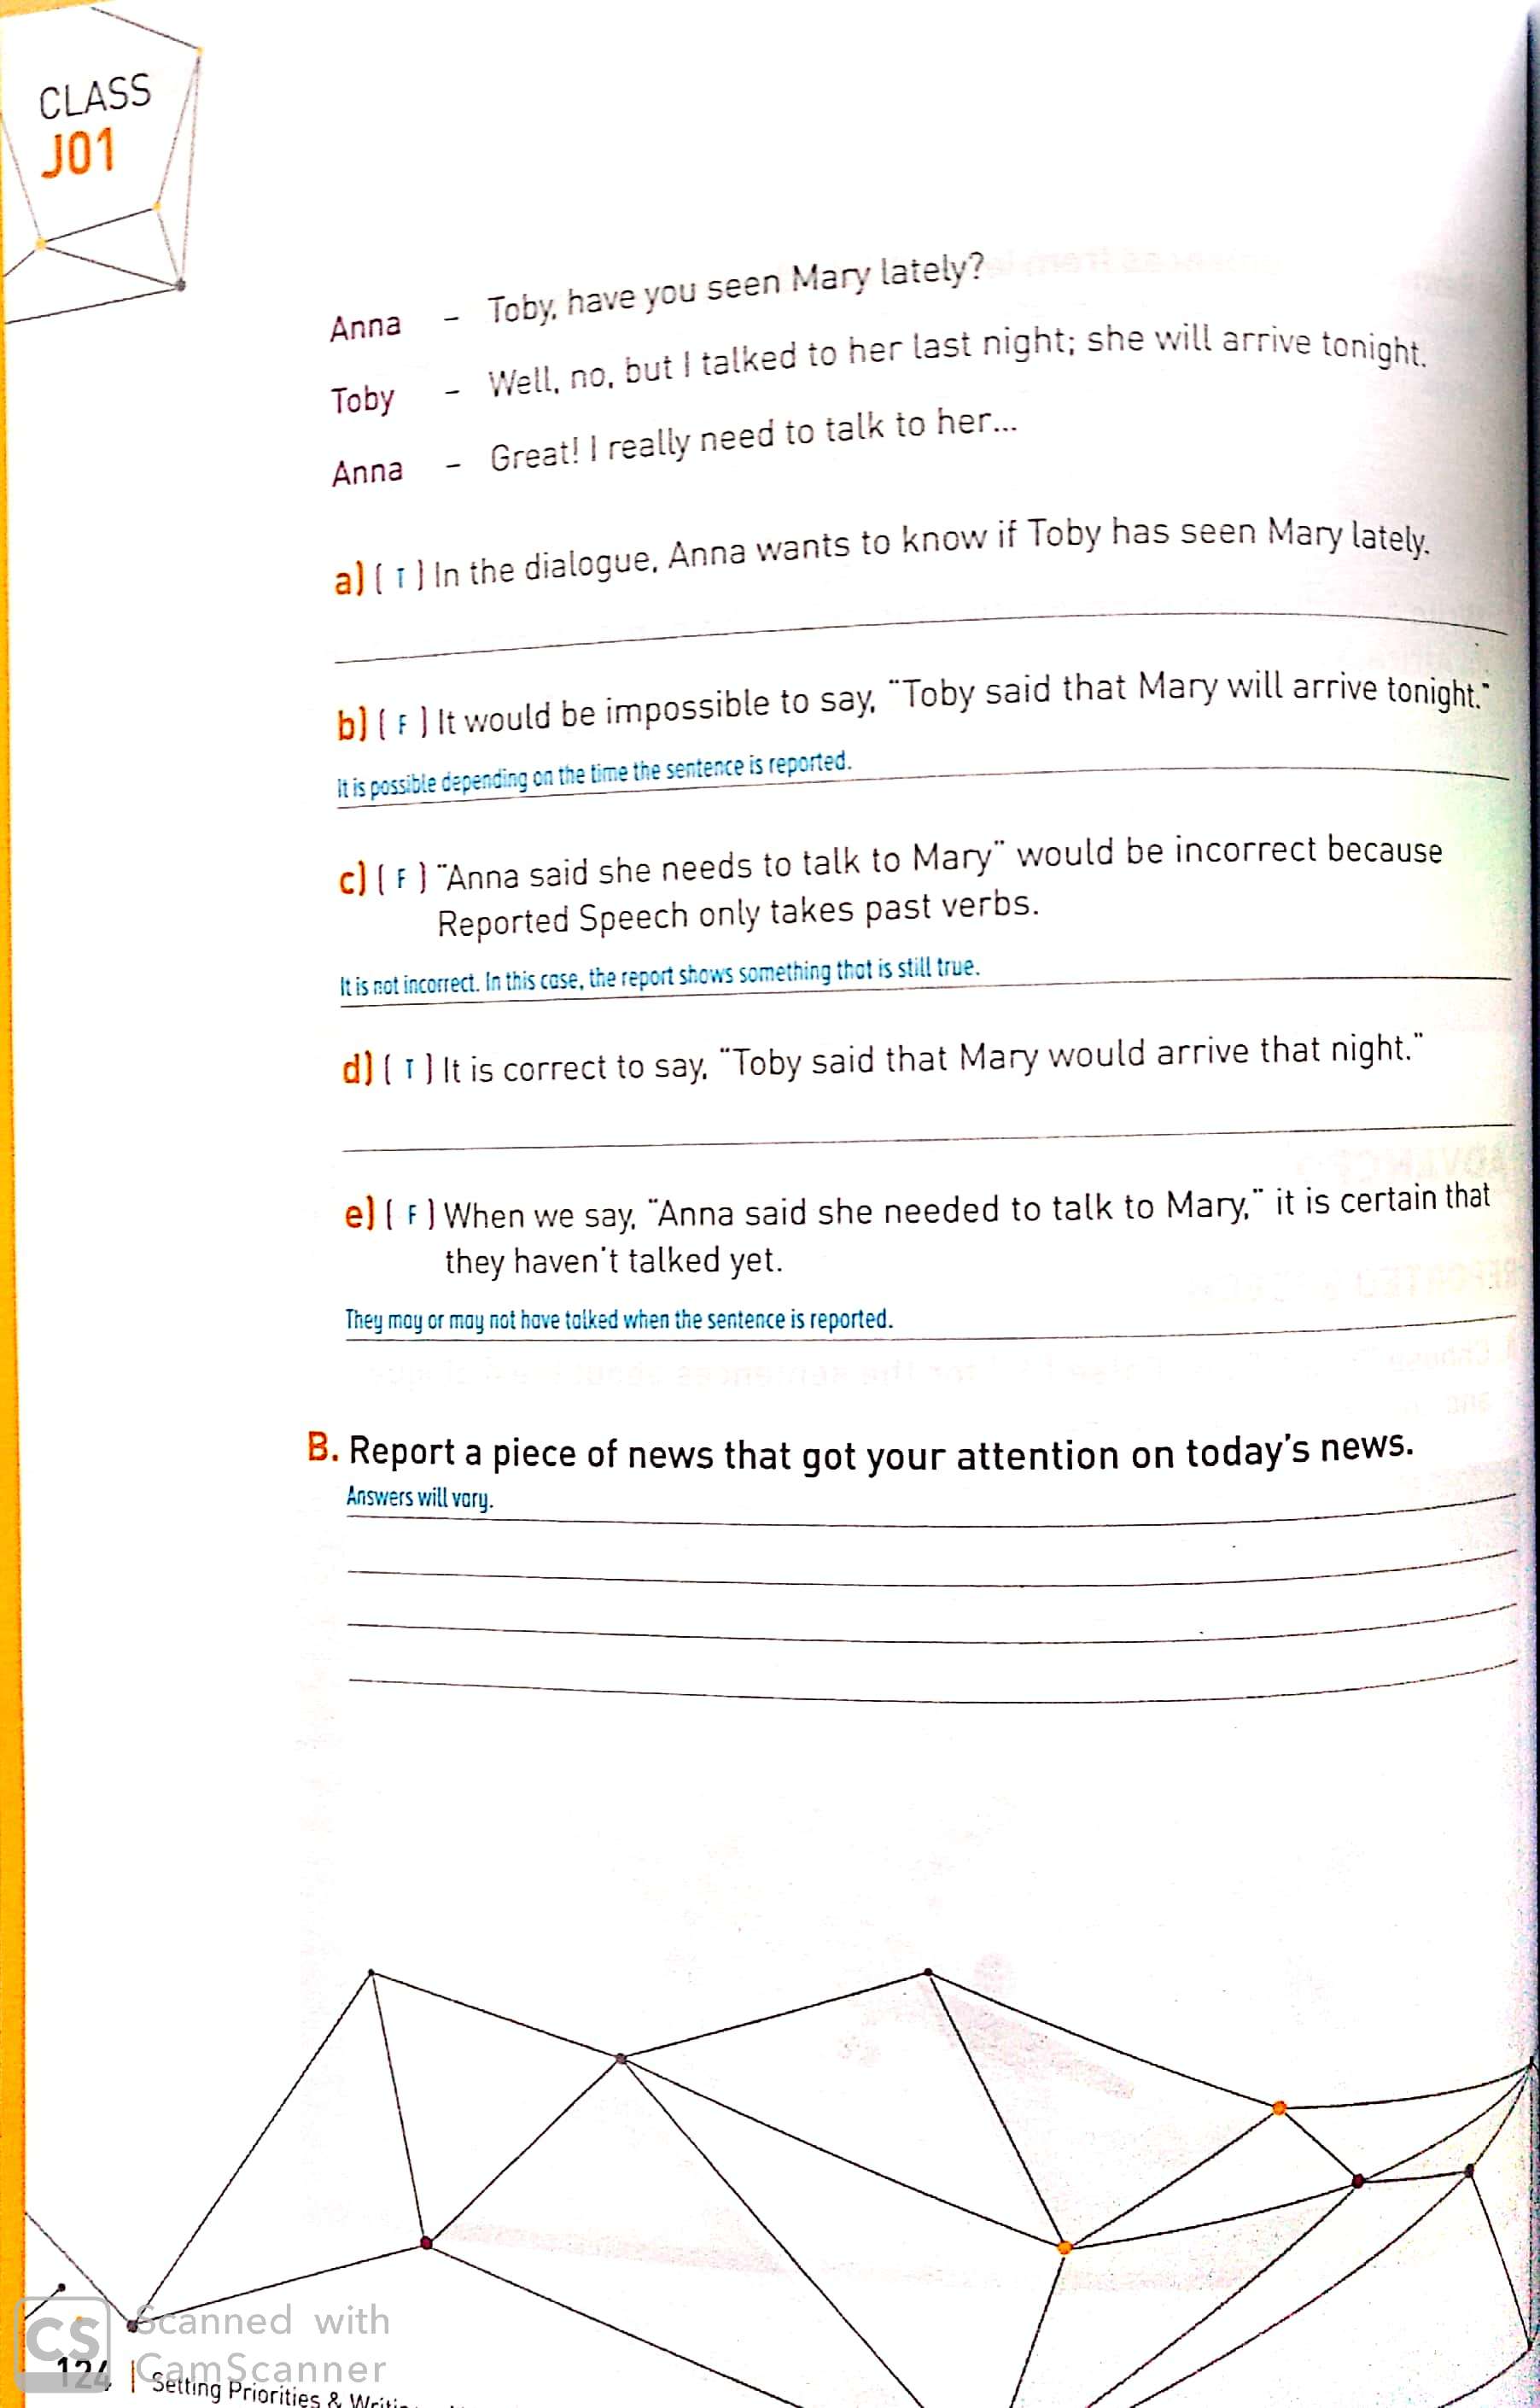 CLASS
J01
Anna – Toby, have you seen Mary lately?
Toby – Well, no, but I talked to her last night; she will arrive tonight.
Anna – Great! I really need to talk to her...
a) ( T ) In the dialogue, Anna wants to know if Toby has seen Mary lately.
b) ( F ) It would be impossible to say, "Toby said that Mary will arrive tonight."
It is possible depending on the time the sentence is reported.
c) ( F ) "Anna said she needs to talk to Mary" would be incorrect because
Reported Speech only takes past verbs.
It is not incorrect. In this case, the report shows something that is still true.
d) ( T ) It is correct to say, "Toby said that Mary would arrive that night."
e) ( F ) When we say, "Anna said she needed to talk to Mary," it is certain that
they haven't talked yet.
They may or may not have talked when the sentence is reported.
B. Report a piece of news that got your attention on today's news.
Answers will vary.
CS Scanned with
CamScanner
124 | Setting Priorities &